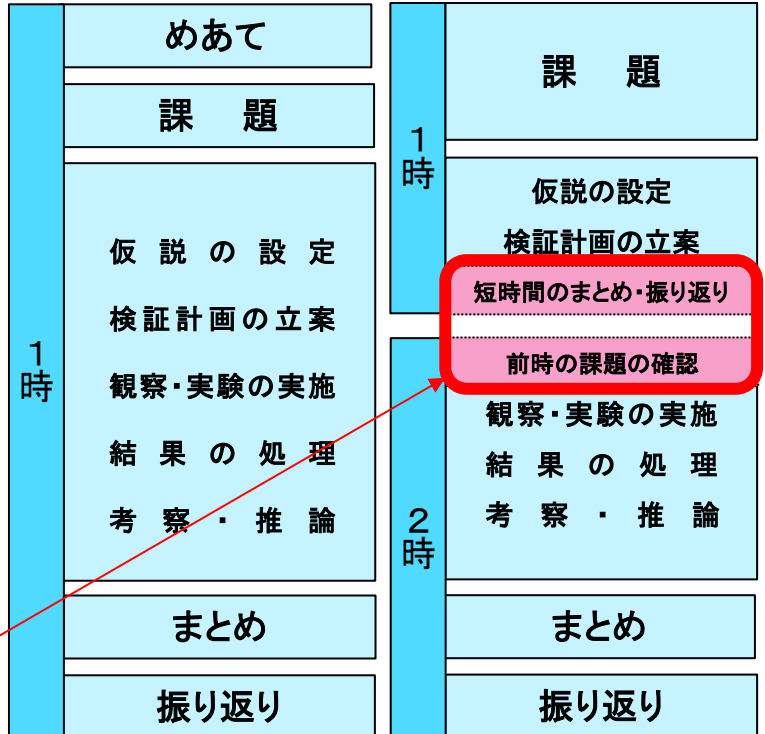 1時
めあて
課題
仮説の設定
検証計画の立案
観察・実験の実施
結果の処理
考察・推論
まとめ
振り返り
1時
課題
仮説の設定
検証計画の立案
短時間のまとめ・振り返り
2時
前時の課題の確認
観察・実験の実施
結果の処理
考察・推論
まとめ
振り返り